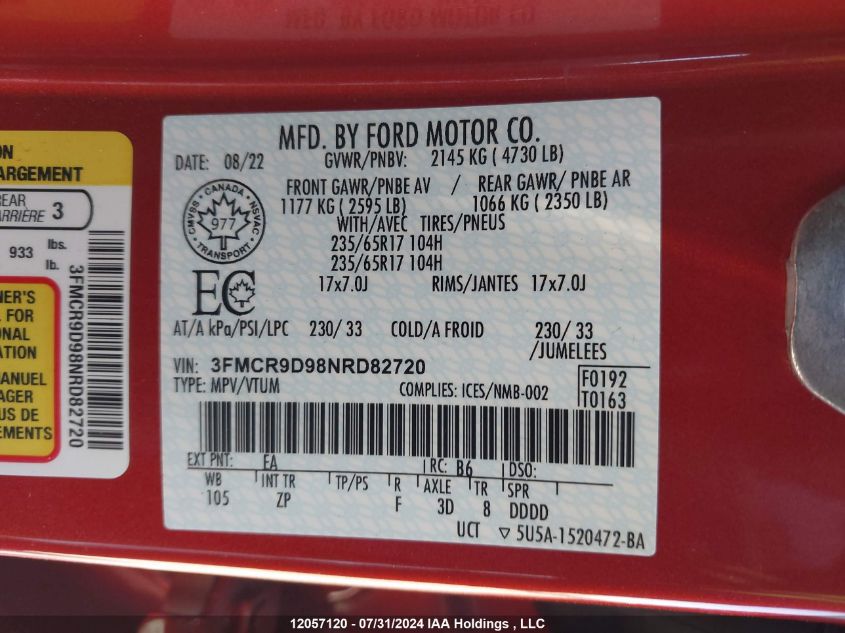 MFD. BY FORD MOTOR CO.
DATE: 08/22
GVWR/PNBV: 2145 KG ( 4730 LB)
FRONT GAWR/PNBE AV / REAR GAWR/ PNBE AR
1177 KG ( 2595 LB) 1066 KG ( 2350 LB)
WITH/AVEC TIRES/PNEUS
235/65R17 104H
235/65R17 104H
17x7.0J RIMS/JANTES 17x7.0J
CANADA
CMVSS NSVAC
977
TRANSPORT
EC
AT/A kPa/PSI/LPC 230/ 33 COLD/A FROID 230/ 33
/JUMELEES
VIN: 3FMCR9D98NRD82720
TYPE: MPV/VTUM COMPLIES: ICES/NMB-002
F0192
T0163
EXT PNT: EA RC: B6 DSO:
WB INT TR TP/PS R AXLE TR SPR
105 ZP F 3D 8 DDDD
UCT ▽ 5U5A-1520472-BA
ON
ARGEMENT
REAR
ARRIÈRE 3
933 lbs.
lb.
3FMCR9D98NRD82720
NER'S
L FOR
ONAL
ATION
MANUEL
AGER
US DE
EMENTS
12057120 - 07/31/2024 IAA Holdings , LLC